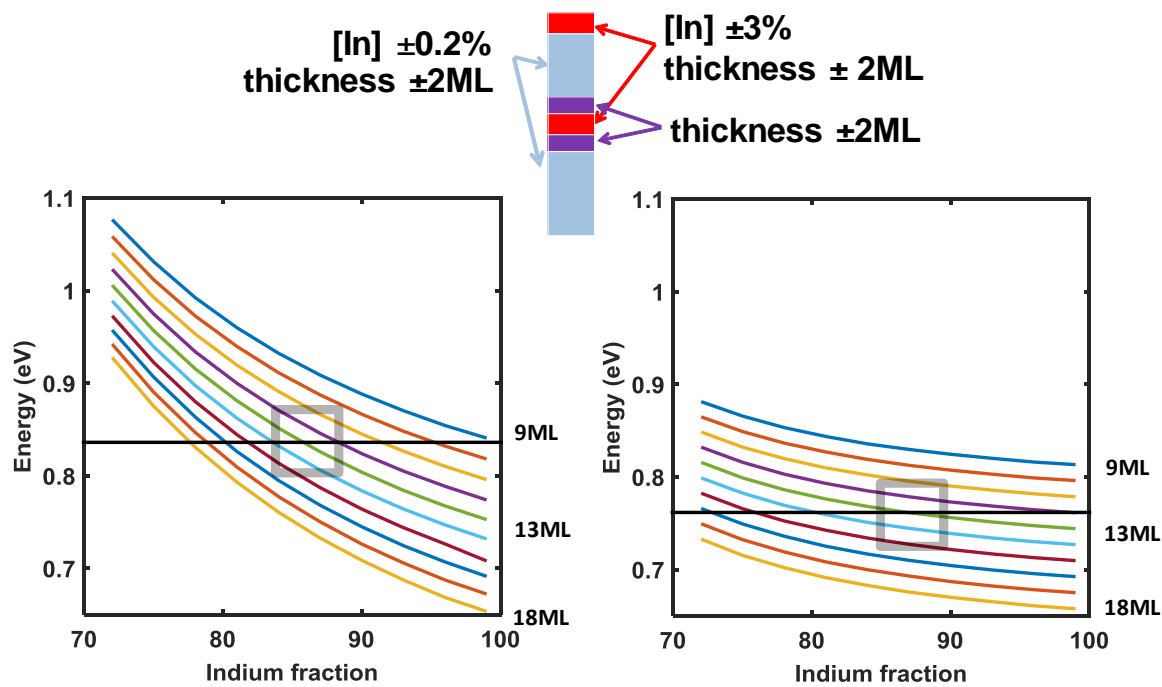 [In] ±0.2%
thickness ±2ML
[In] ±3%
thickness ± 2ML
thickness ±2ML
1.1
1
0.9
0.8
0.7
Energy (eV)
70
80
90
100
Indium fraction
9ML
13ML
18ML
1.1
1
0.9
0.8
0.7
Energy (eV)
70
80
90
100
Indium fraction
9ML
13ML
18ML